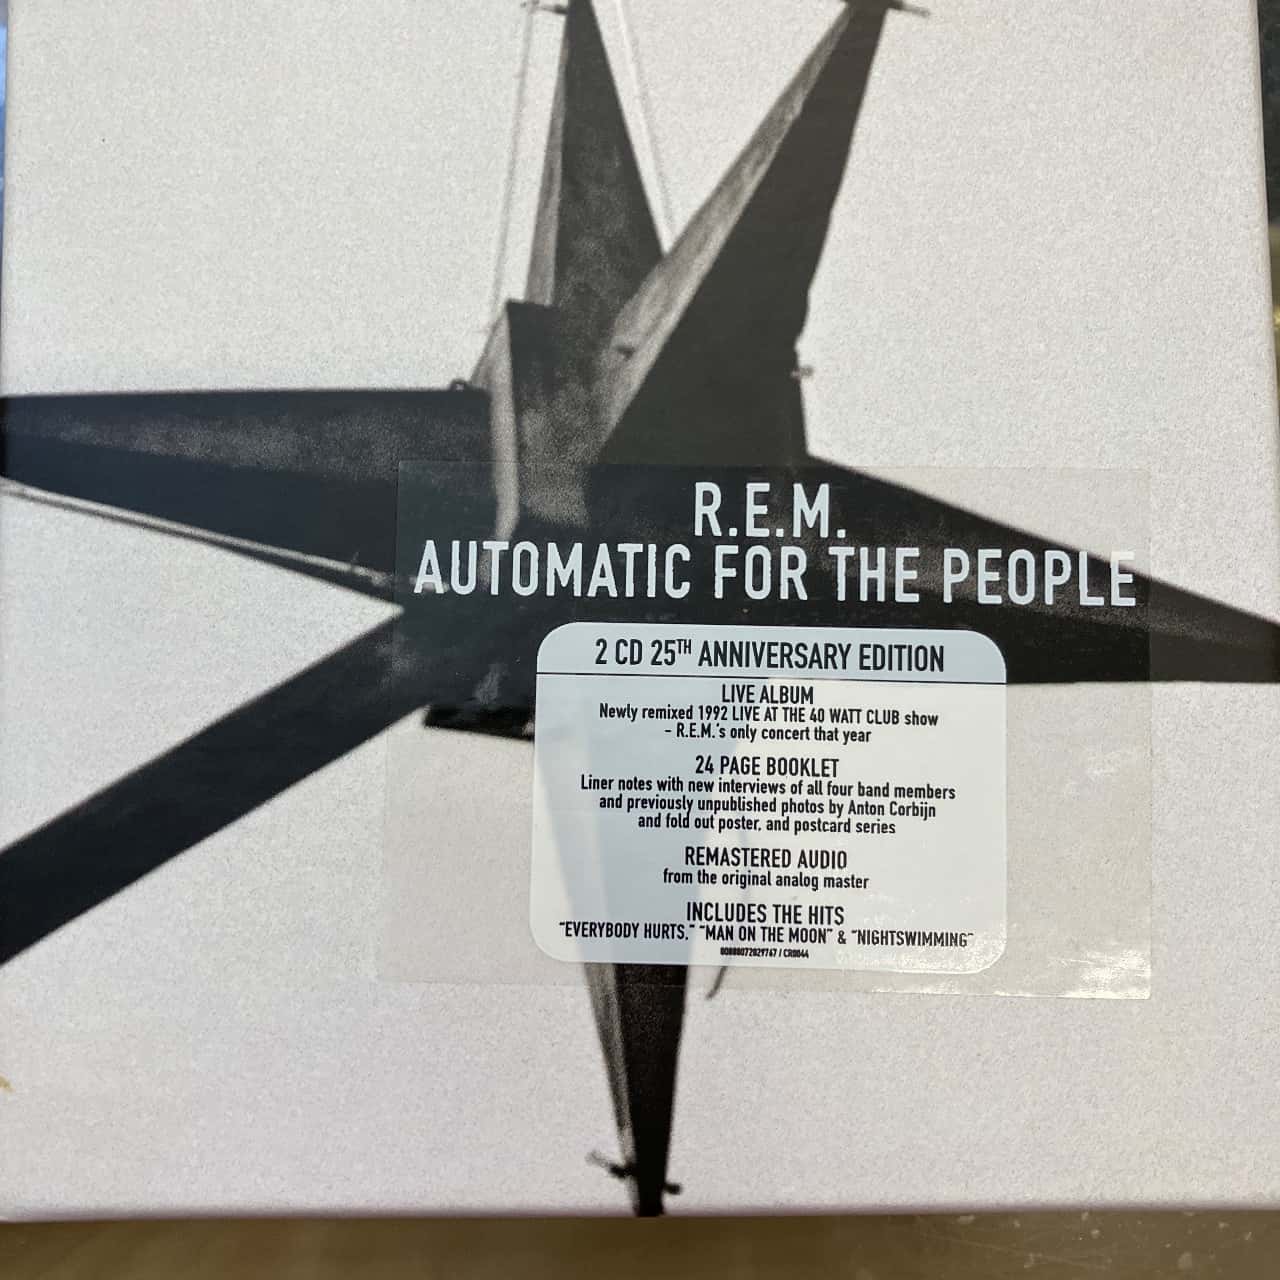 R.E.M.
AUTOMATIC FOR THE PEOPLE
2 CD 25TH ANNIVERSARY EDITION
LIVE ALBUM
Newly remixed 1992 LIVE AT THE 40 WATT CLUB show
– R.E.M.'s only concert that year
24 PAGE BOOKLET
Liner notes with new interviews of all four band members
and previously unpublished photos by Anton Corbijn
and fold out poster, and postcard series
REMASTERED AUDIO
from the original analog master
INCLUDES THE HITS
"EVERYBODY HURTS," "MAN ON THE MOON" & "NIGHTSWIMMING"
00888072029767 / CR0044